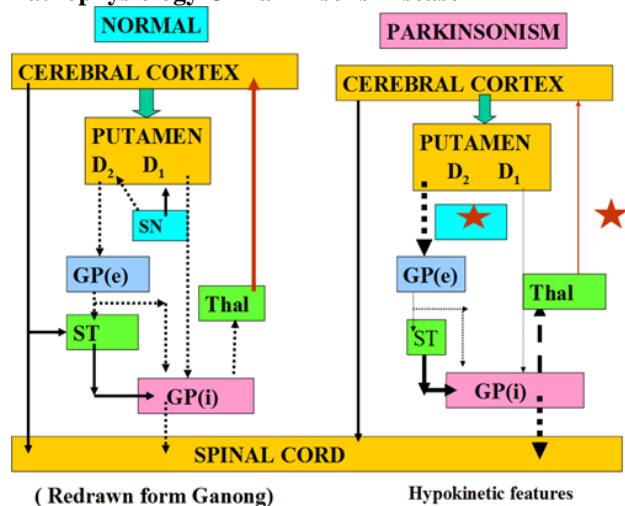 NORMAL
CEREBRAL CORTEX
PUTAMEN
D2 D1
SN
GP(e)
Thal
ST
GP(i)
PARKINSONISM
CEREBRAL CORTEX
PUTAMEN
D2 D1
GP(e)
Thal
ST
GP(i)
SPINAL CORD
( Redrawn form Ganong)
Hypokinetic features